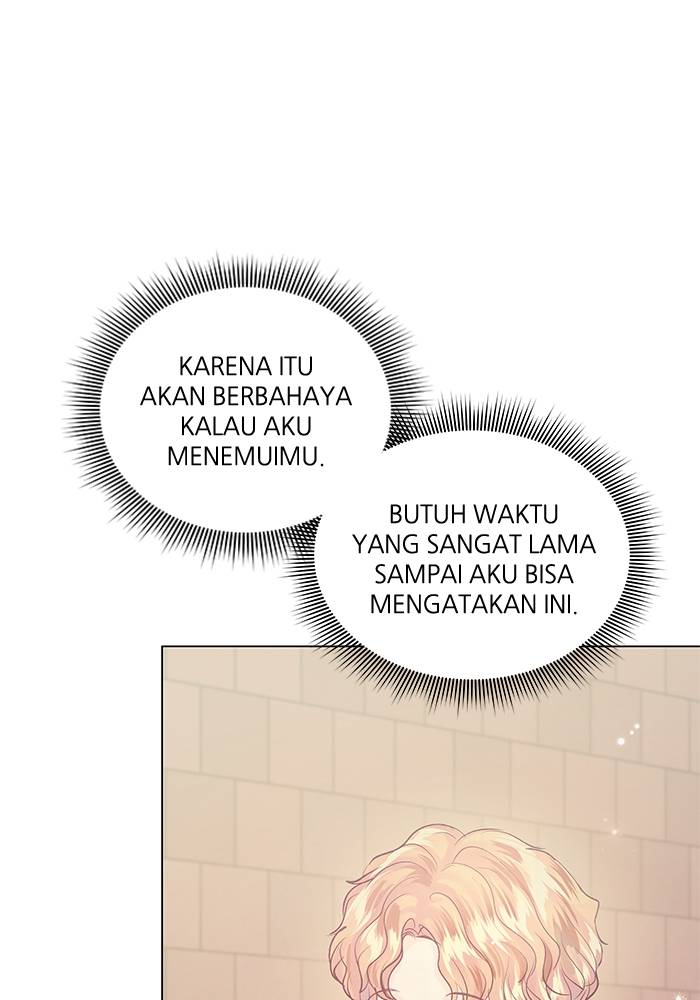 KARENA ITU
AKAN BERBAHAYA
KALAU AKU
MENEMUIMU.
BUTUH WAKTU
YANG SANGAT LAMA
SAMPAI AKU BISA
MENGATAKAN INI.